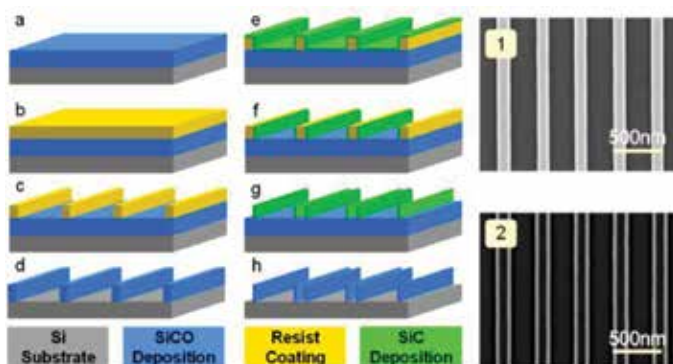 a
b
c
d
Si
Substrate
SiCO
Deposition
e
f
g
h
Resist
Coating
SiC
Deposition
1
500nm
2
500nm